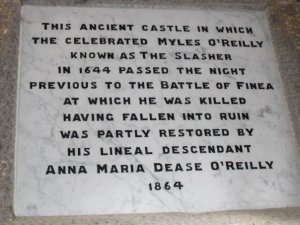 THIS ANCIENT CASTLE IN WHICH
THE CELEBRATED MYLES O'REILLY
KNOWN AS THE SLASHER
IN 1644 PASSED THE NIGHT
PREVIOUS TO THE BATTLE OF FINEA
AT WHICH HE WAS KILLED
HAVING FALLEN INTO RUIN
WAS PARTLY RESTORED BY
HIS LINEAL DESCENDANT
ANNA MARIA DEASE O'REILLY
1864